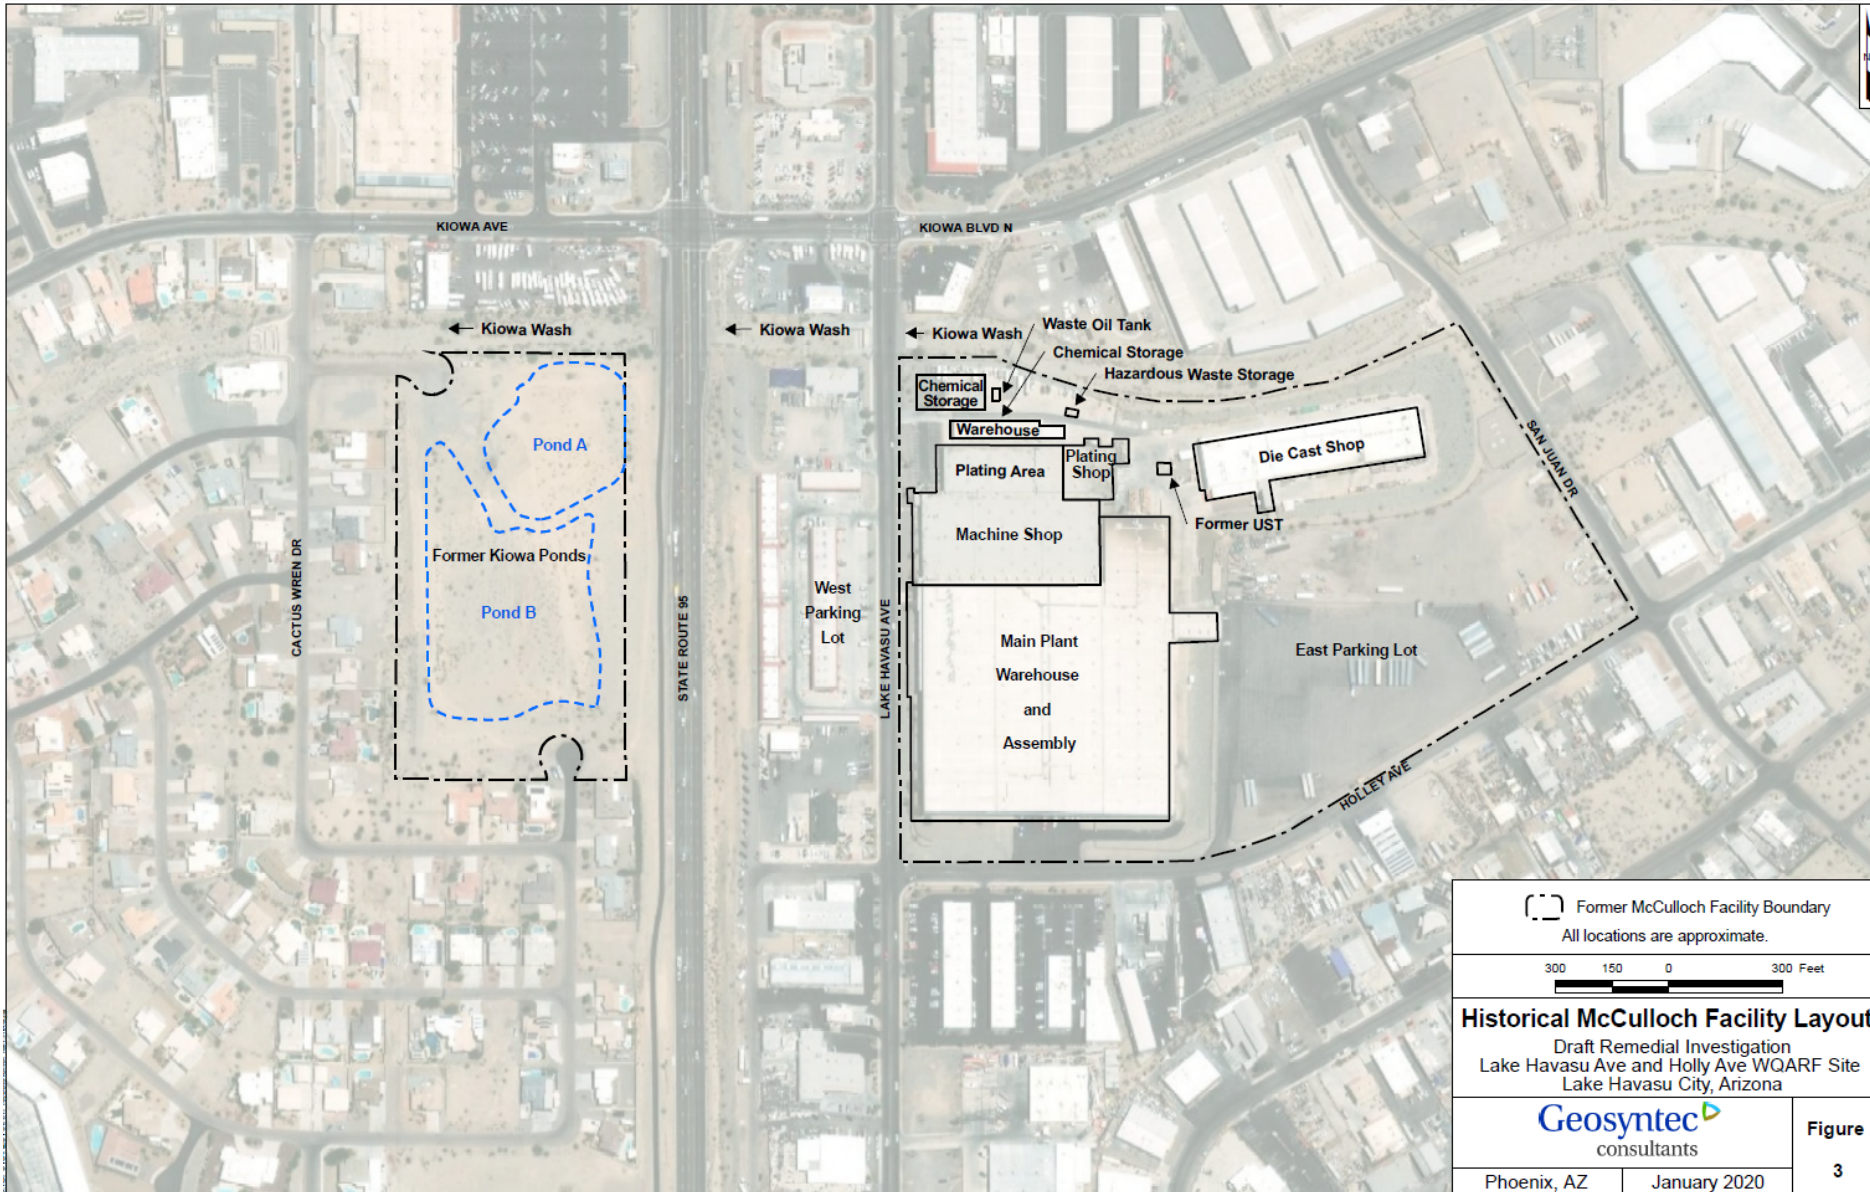 KIOWA AVE
KIOWA BLVD N
Kiowa Wash
Kiowa Wash
Kiowa Wash
Waste Oil Tank
Chemical Storage
Hazardous Waste Storage
Chemical
Storage
Warehouse
Plating Area
Plating
Shop
Die Cast Shop
Former UST
Machine Shop
SAN JUAN DR
Pond A
Former Kiowa Ponds
Pond B
CACTUS WREN DR
STATE ROUTE 95
West
Parking
Lot
LAKE HAVASU AVE
Main Plant
Warehouse
and
Assembly
East Parking Lot
HOLLEY AVE
Former McCulloch Facility Boundary
All locations are approximate.
300 150 0 300 Feet
Historical McCulloch Facility Layout
Draft Remedial Investigation
Lake Havasu Ave and Holly Ave WQARF Site
Lake Havasu City, Arizona
Geosyntec
consultants
Figure
3
Phoenix, AZ
January 2020